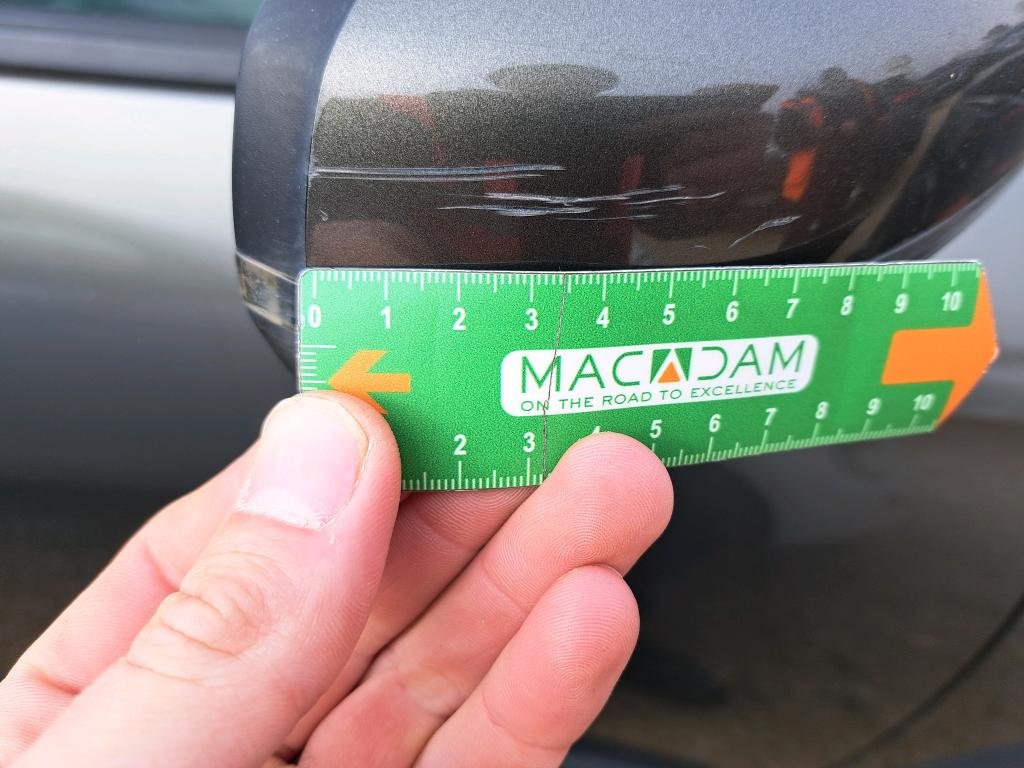 0 1 2 3 4 5 6 7 8 9 10
MACADAM
ON THE ROAD TO EXCELLENCE
2 3 4 5 6 7 8 9 10